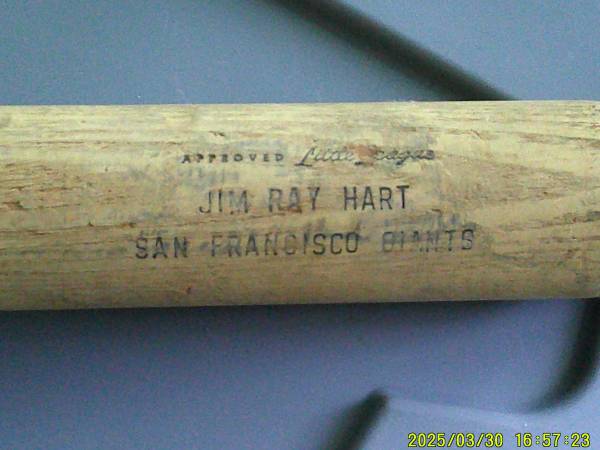 APPROVED Little League
JIM RAY HART
SAN FRANCISCO GIANTS
2025/03/30 16:57:23